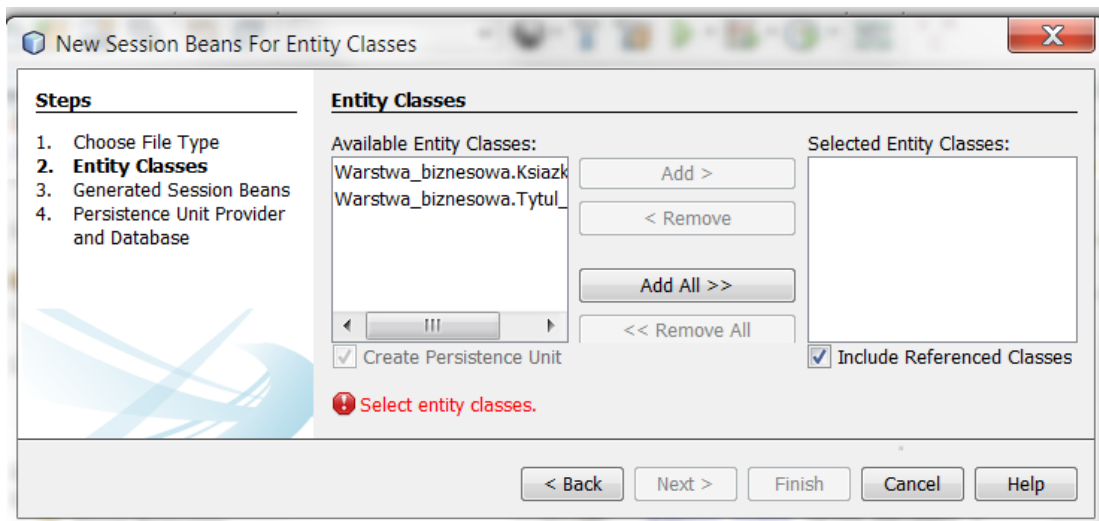 New Session Beans For Entity Classes
Steps
1. Choose File Type
2. Entity Classes
3. Generated Session Beans
4. Persistence Unit Provider
and Database
Entity Classes
Available Entity Classes:
Warstwa_biznesowa.Ksiazk
Warstwa_biznesowa.Tytul_
Create Persistence Unit
Add >
< Remove
Add All >>
<< Remove All
Selected Entity Classes:
Include Referenced Classes
Select entity classes.
< Back
Next >
Finish
Cancel
Help